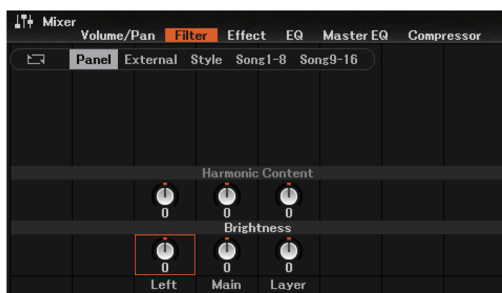 Mixer
Volume/Pan Filter Effect EQ Master EQ Compressor
Panel External Style Song1-8 Song9-16
Harmonic Content
0 0 0
Brightness
0 0 0
Left Main Layer